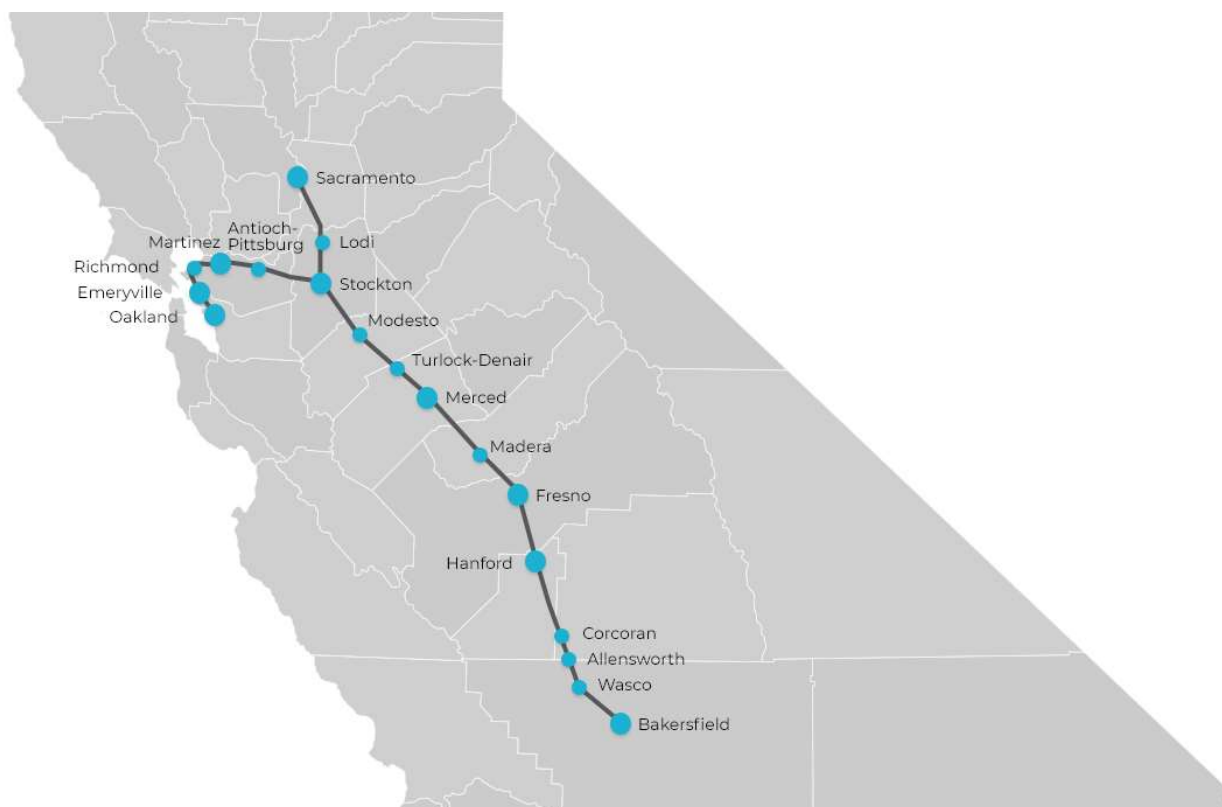 Sacramento
Antioch-
Pittsburg
Martinez
Lodi
Richmond
Stockton
Emeryville
Oakland
Modesto
Turlock-Denair
Merced
Madera
Fresno
Hanford
Corcoran
Allensworth
Wasco
Bakersfield